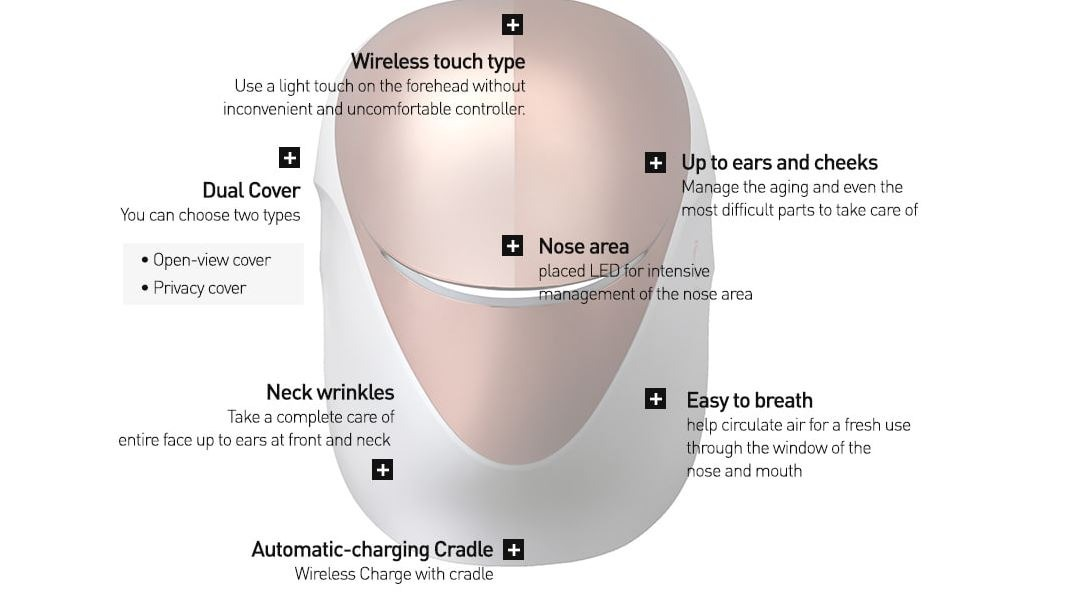 Wireless touch type
Use a light touch on the forehead without
inconvenient and uncomfortable controller.
Dual Cover
You can choose two types
• Open-view cover
• Privacy cover
Up to ears and cheeks
Manage the aging and even the
most difficult parts to take care of
Nose area
placed LED for intensive
management of the nose area
Neck wrinkles
Take a complete care of
entire face up to ears at front and neck
Easy to breath
help circulate air for a fresh use
through the window of the
nose and mouth
Automatic-charging Cradle
Wireless Charge with cradle